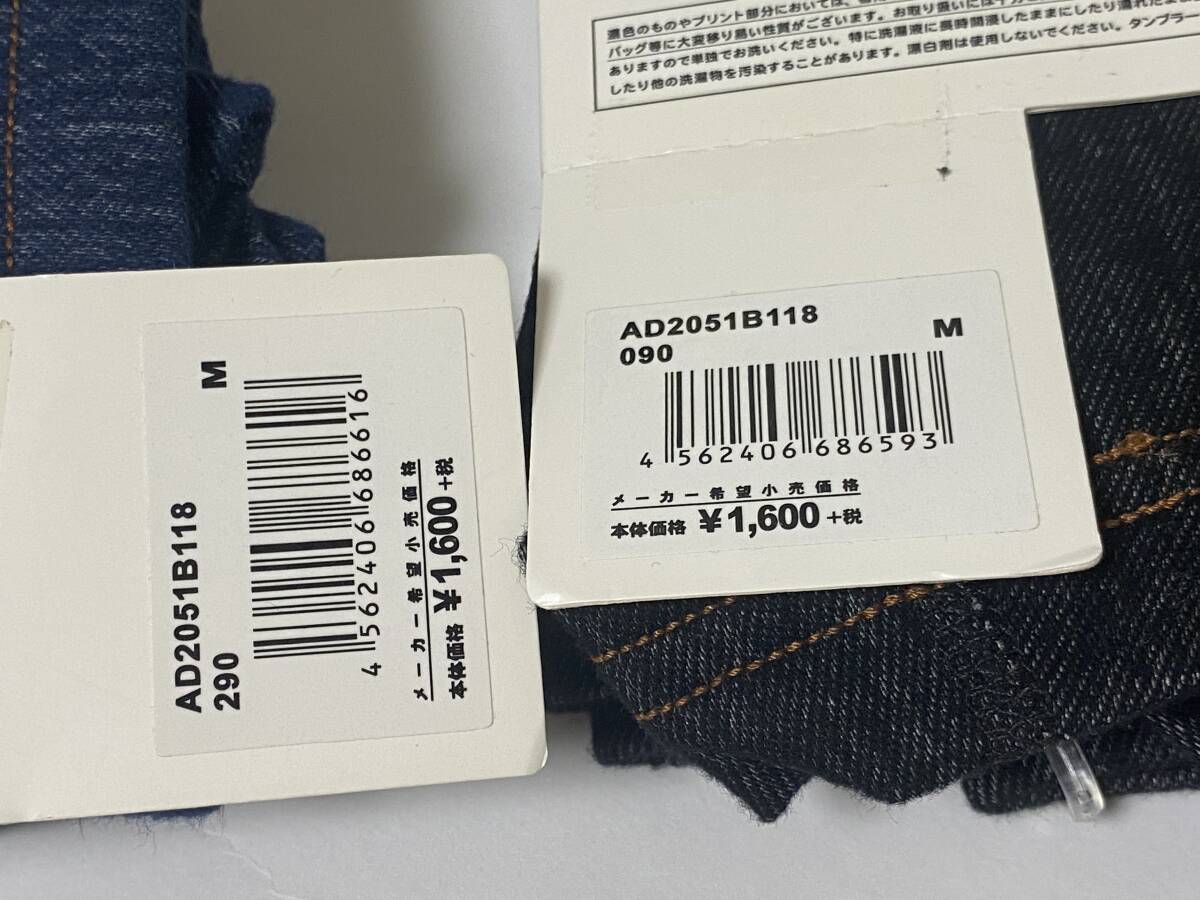 濃色のものやプリント部分においては、
バッグ等に大変移り易い性質がございます。お取り扱いには十分
ありますので単独でお洗いください。特に洗濯液に長時間浸したままにしたり濡れたまま
したり他の洗濯物を汚染することがあります。漂白剤は使用しないでください。タンブラー
AD2051B118
090
M
4 562406 686593
メーカー希望小売価格
本体価格 ¥1,600 +税
AD2051B118
290
M
4 562406 686616
メーカー希望小売価格
本体価格 ¥1,600 +税